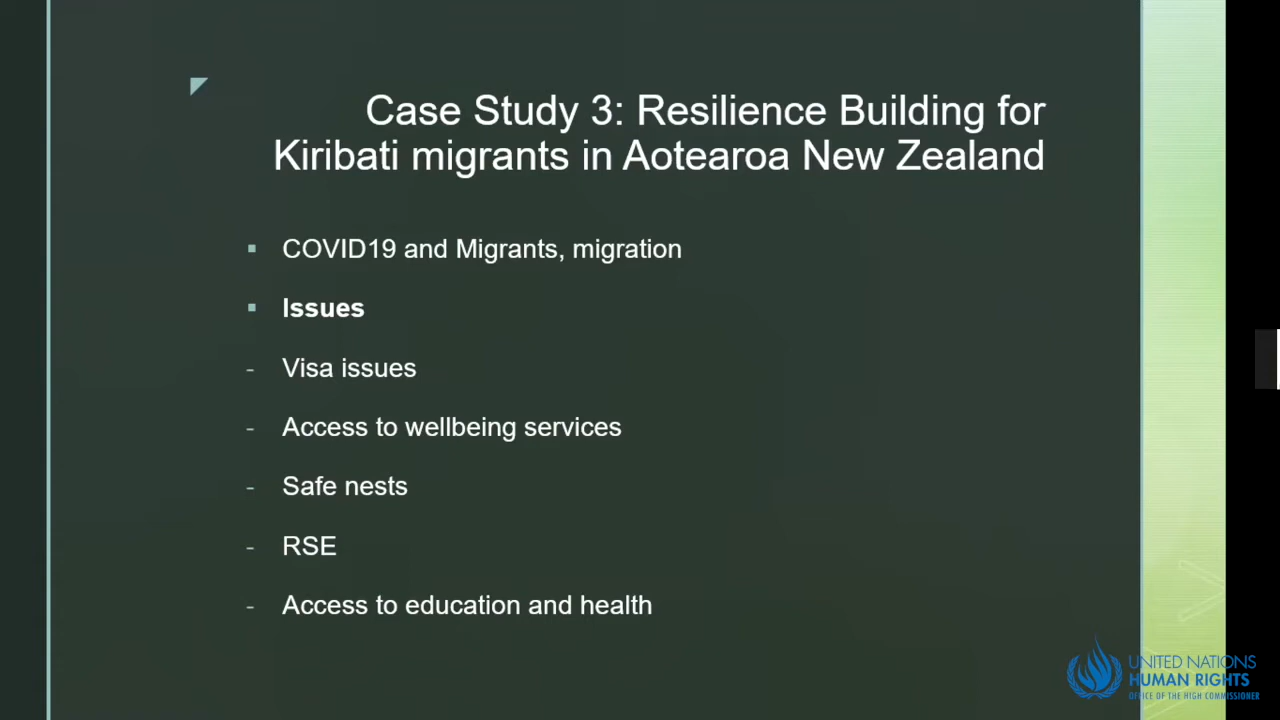 Case Study 3: Resilience Building for
Kiribati migrants in Aotearoa New Zealand
▪ COVID19 and Migrants, migration
▪ Issues
- Visa issues
- Access to wellbeing services
- Safe nests
- RSE
- Access to education and health
UNITED NATIONS
HUMAN RIGHTS
OFFICE OF THE HIGH COMMISSIONER